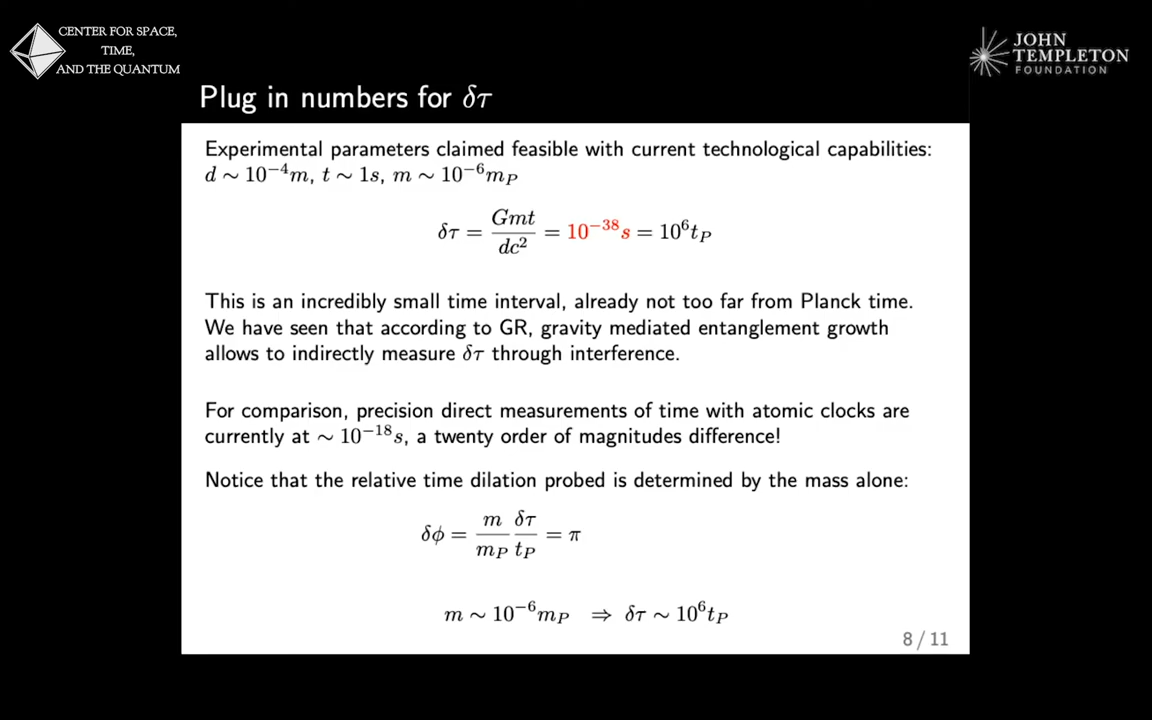 CENTER FOR SPACE,
TIME,
AND THE QUANTUM
JOHN
TEMPLETON
FOUNDATION
Plug in numbers for δτ
Experimental parameters claimed feasible with current technological capabilities:
d ∼ 10⁻⁴m, t ∼ 1s, m ∼ 10⁻⁶m_P
δτ = Gmt/dc² = 10⁻³⁸s = 10⁶t_P
This is an incredibly small time interval, already not too far from Planck time.
We have seen that according to GR, gravity mediated entanglement growth
allows to indirectly measure δτ through interference.
For comparison, precision direct measurements of time with atomic clocks are
currently at ∼ 10⁻¹⁸s, a twenty order of magnitudes difference!
Notice that the relative time dilation probed is determined by the mass alone:
δϕ = m/m_P δτ/t_P = π
m ∼ 10⁻⁶m_P ⇒ δτ ∼ 10⁶t_P
8 / 11